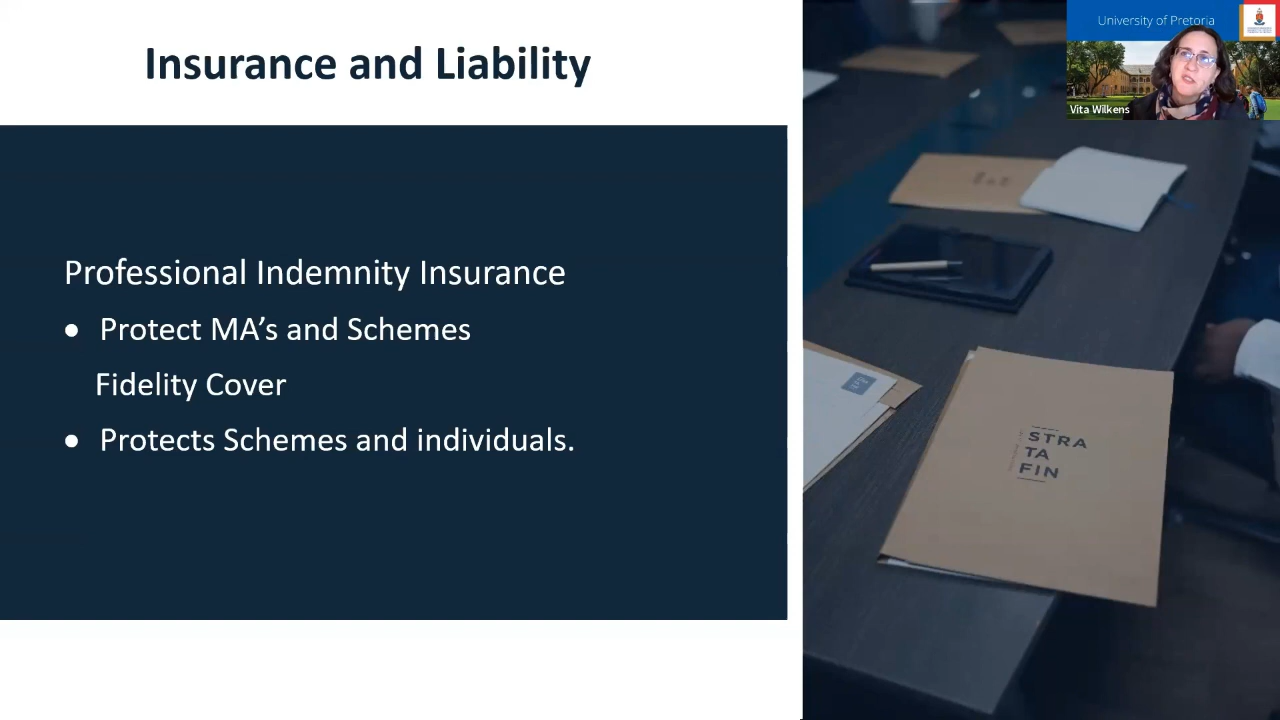 Insurance and Liability
University of Pretoria
Vita Wilkens
Professional Indemnity Insurance
• Protect MA's and Schemes
Fidelity Cover
• Protects Schemes and individuals.
STRA
TA
FIN